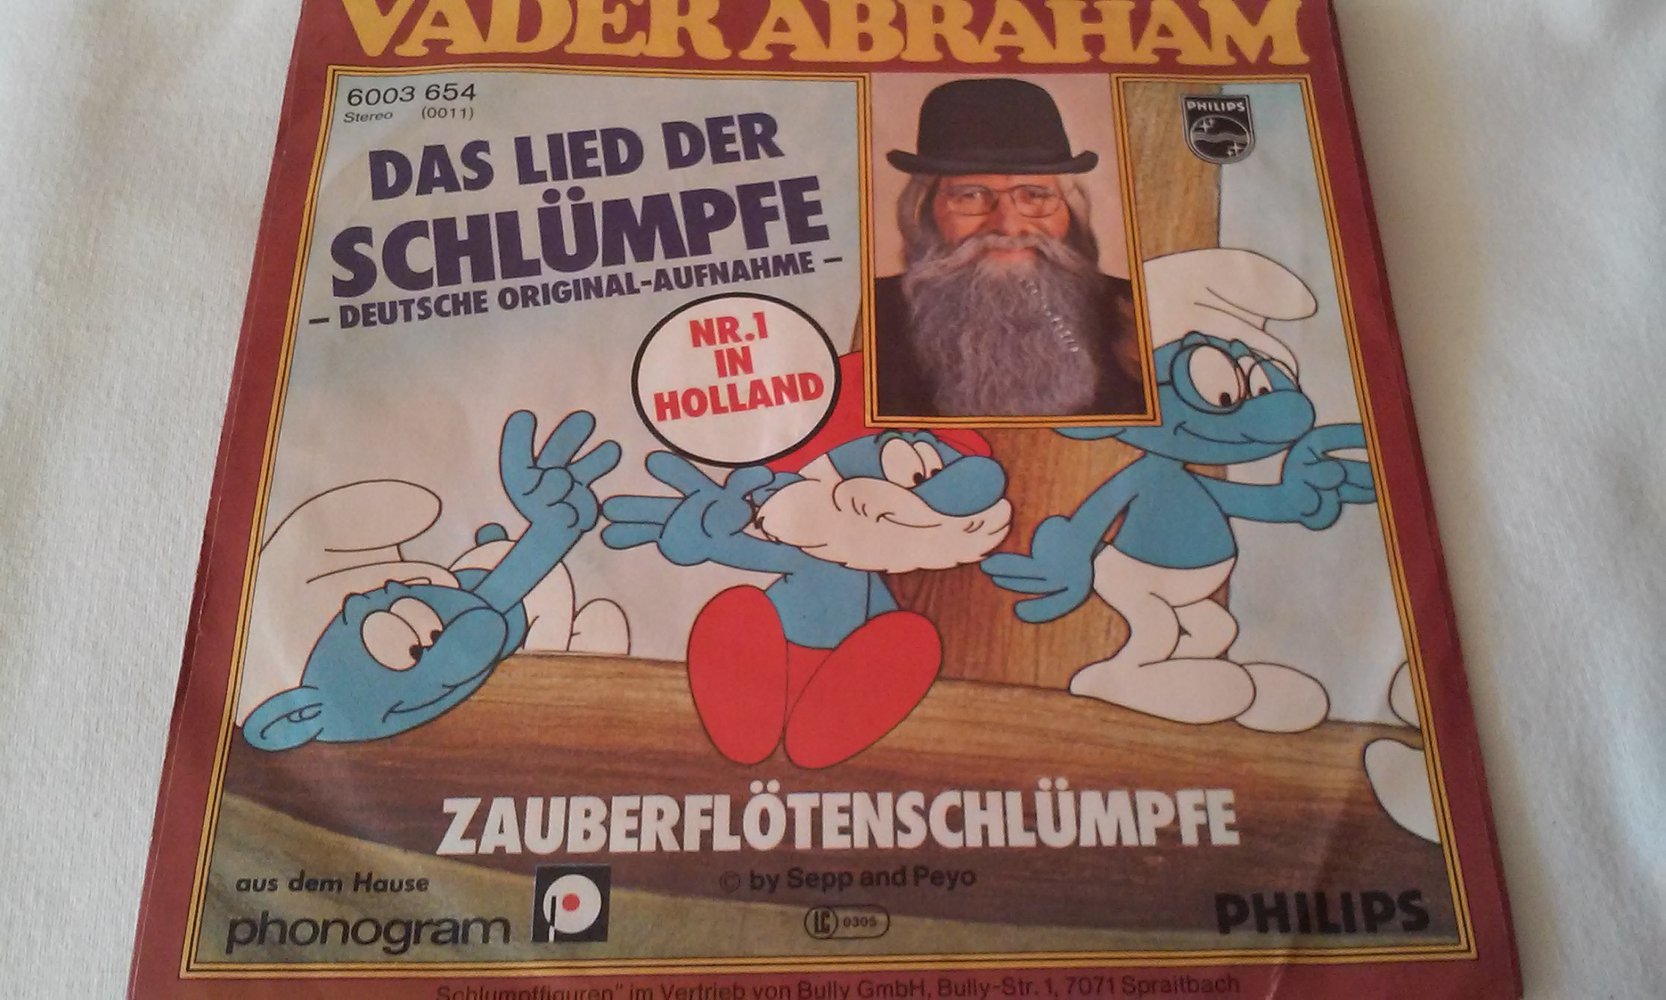 VADER ABRAHAM
6003 654
Stereo (0011)
PHILIPS
DAS LIED DER
SCHLÜMPFE
– DEUTSCHE ORIGINAL-AUFNAHME –
NR.1
IN
HOLLAND
ZAUBERFLÖTENSCHLÜMPFE
aus dem Hause
phonogram
© by Sepp and Peyo
LC 0305
PHILIPS
Schlumpffiguren" im Vertrieb von Bully GmbH, Bully-Str. 1, 7071 Spraitbach